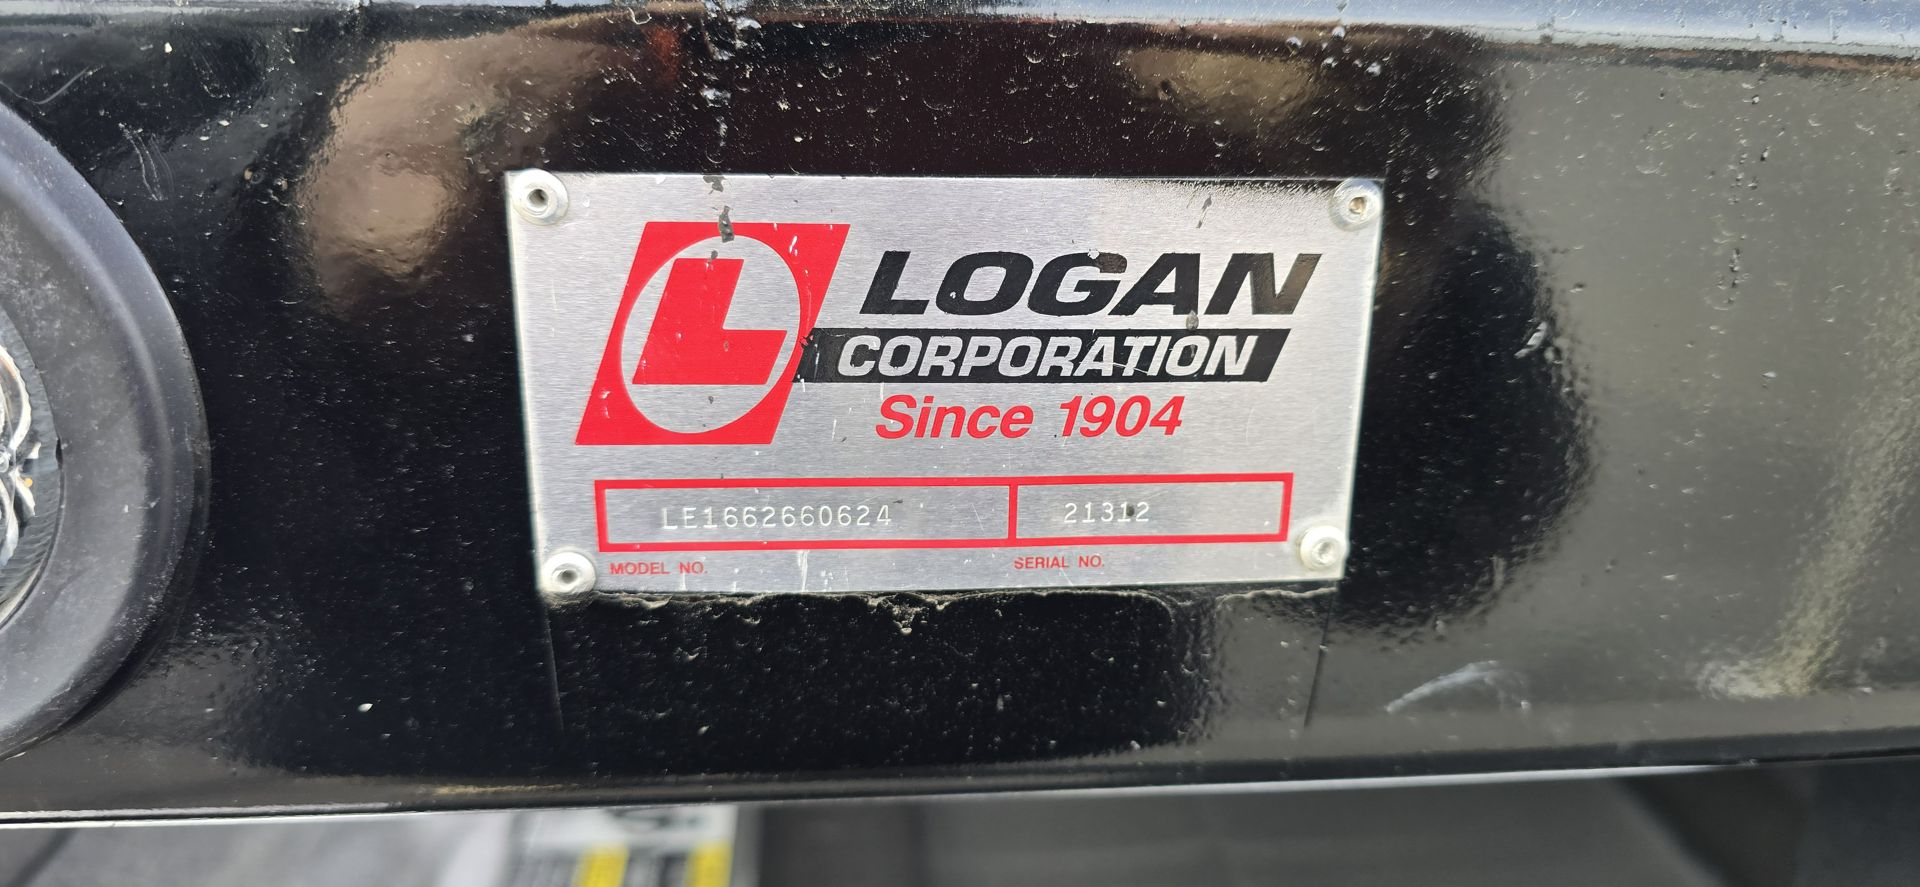 L
LOGAN
CORPORATION
Since 1904
LE1662660624
21312
MODEL NO.
SERIAL NO.